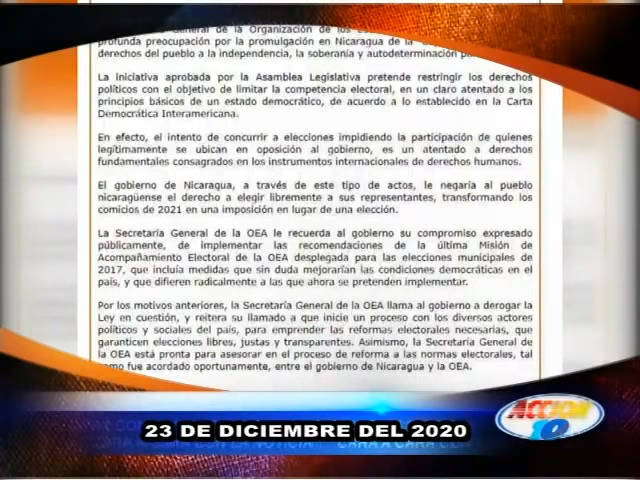 General de la Organización de los
profunda preocupación por la promulgación en Nicaragua de la
derechos del pueblo a la independencia, la soberanía y autodeterminación
La iniciativa aprobada por la Asamblea Legislativa pretende restringir los derechos
políticos con el objetivo de limitar la competencia electoral, en un claro atentado a los
principios básicos de un estado democrático, de acuerdo a lo establecido en la Carta
Democrática Interamericana.
En efecto, el intento de concurrir a elecciones impidiendo la participación de quienes
legítimamente se ubican en oposición al gobierno, es un atentado a derechos
fundamentales consagrados en los instrumentos internacionales de derechos humanos.
El gobierno de Nicaragua, a través de este tipo de actos, le negaría al pueblo
nicaragüense el derecho a elegir libremente a sus representantes, transformando los
comicios de 2021 en una imposición en lugar de una elección.
La Secretaría General de la OEA le recuerda al gobierno su compromiso expresado
públicamente, de implementar las recomendaciones de la última Misión de
Acompañamiento Electoral de la OEA desplegada para las elecciones municipales de
2017, que incluía medidas que sin duda mejorarían las condiciones democráticas en el
país, y que difieren radicalmente a las que ahora se pretenden implementar.
Por los motivos anteriores, la Secretaría General de la OEA llama al gobierno a derogar la
Ley en cuestión, y reitera su llamado a que inicie un proceso con los diversos actores
políticos y sociales del país, para emprender las reformas electorales necesarias, que
garanticen elecciones libres, justas y transparentes. Asimismo, la Secretaría General de
la OEA está pronta para asesorar en el proceso de reforma a las normas electorales, tal
como fue acordado oportunamente, entre el gobierno de Nicaragua y la OEA.
23 DE DICIEMBRE DEL 2020
ACCION
10